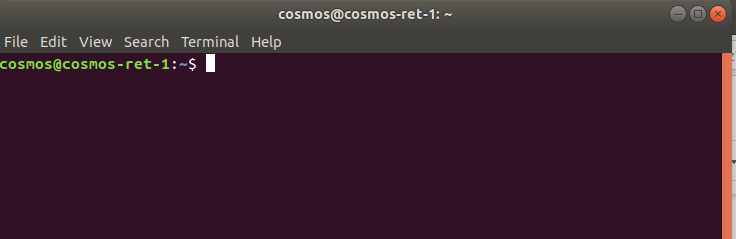 cosmos@cosmos-ret-1: ~
File Edit View Search Terminal Help
cosmos@cosmos-ret-1:~$